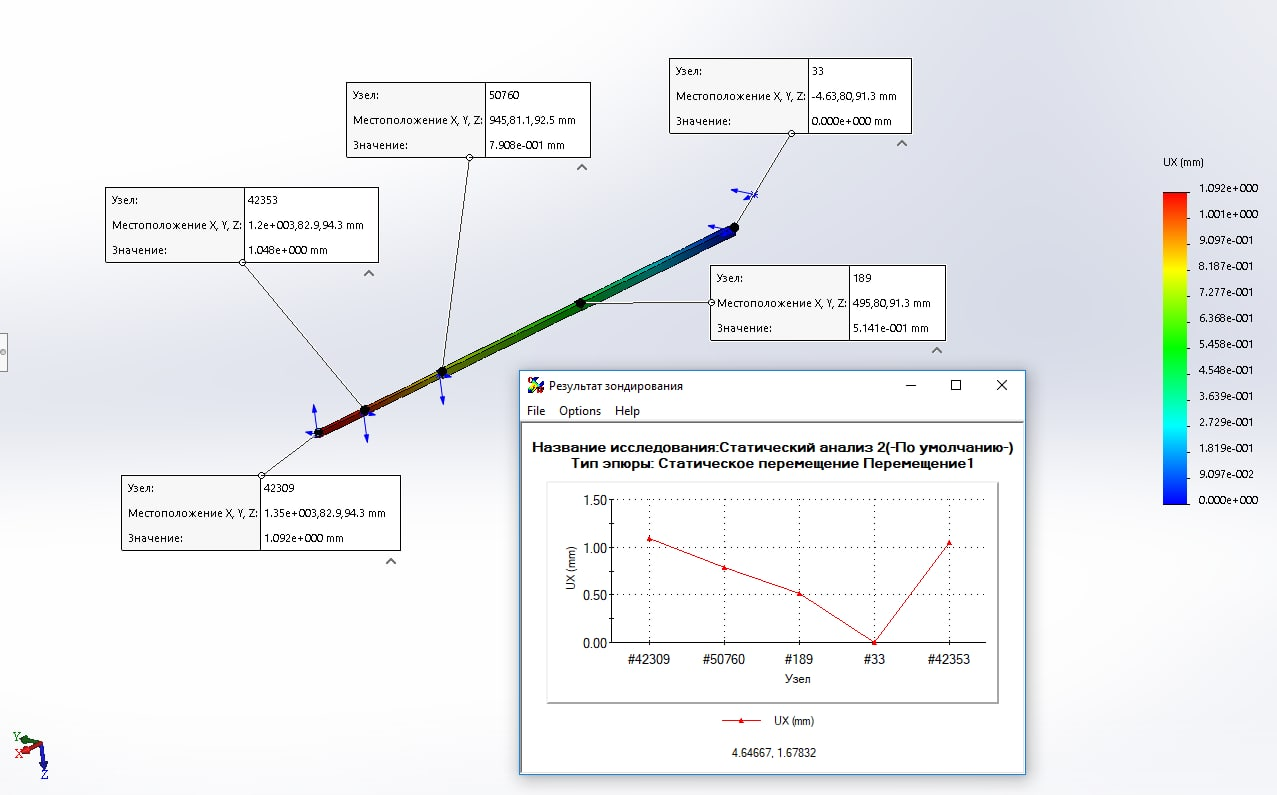 Узел: 33
Местоположение X, Y, Z: -4.63,80,91.3 mm
Значение: 0.000e+000 mm
Узел: 50760
Местоположение X, Y, Z: 945,81.1,92.5 mm
Значение: 7.908e-001 mm
Узел: 42353
Местоположение X, Y, Z: 1.2e+003,82.9,94.3 mm
Значение: 1.048e+000 mm
Узел: 189
Местоположение X, Y, Z: 495,80,91.3 mm
Значение: 5.141e-001 mm
Узел: 42309
Местоположение X, Y, Z: 1.35e+003,82.9,94.3 mm
Значение: 1.092e+000 mm
UX (mm)
1.092e+000
1.001e+000
9.097e-001
8.187e-001
7.277e-001
6.368e-001
5.458e-001
4.548e-001
3.639e-001
2.729e-001
1.819e-001
9.097e-002
0.000e+000
Результат зондирования
File Options Help
Название исследования:Статический анализ 2(-По умолчанию-)
Тип эпюры: Статическое перемещение Перемещение1
1.50
1.00
0.50
0.00
UX (mm)
#42309 #50760 #189 #33 #42353
Узел
UX (mm)
4.64667, 1.67832
Y
X
Z